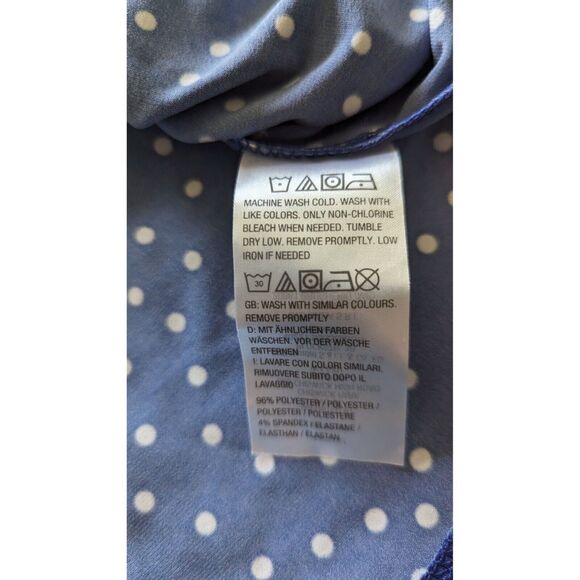 MACHINE WASH COLD. WASH WITH
LIKE COLORS. ONLY NON-CHLORINE
BLEACH WHEN NEEDED. TUMBLE
DRY LOW. REMOVE PROMPTLY. LOW
IRON IF NEEDED
30
GB: WASH WITH SIMILAR COLOURS.
REMOVE PROMPTLY
D: MIT ÄHNLICHEN FARBEN
WÄSCHEN. VOR DER WÄSCHE
ENTFERNEN
I: LAVARE CON COLORI SIMILARI.
RIMUOVERE SUBITO DOPO IL
LAVAGGIO
96% POLYESTER / POLYESTER /
POLYESTER / POLIESTERE
4% SPANDEX / ELASTANE /
ELASTHAN / ELASTAN